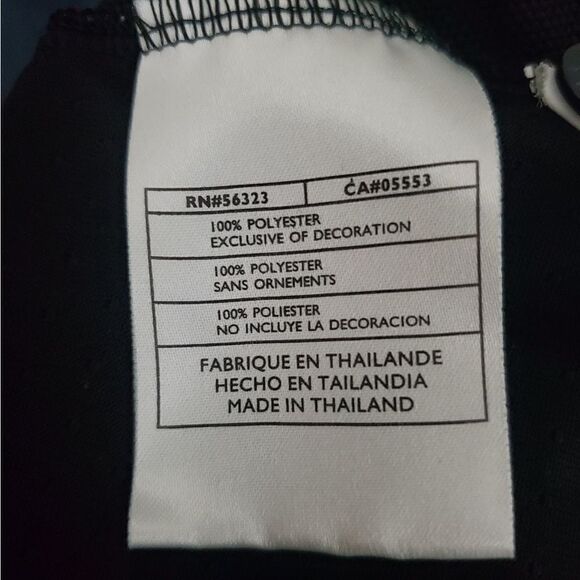 RN#56323 CA#05553
100% POLYESTER
EXCLUSIVE OF DECORATION
100% POLYESTER
SANS ORNEMENTS
100% POLIESTER
NO INCLUYE LA DECORACION
FABRIQUE EN THAILANDE
HECHO EN TAILANDIA
MADE IN THAILAND